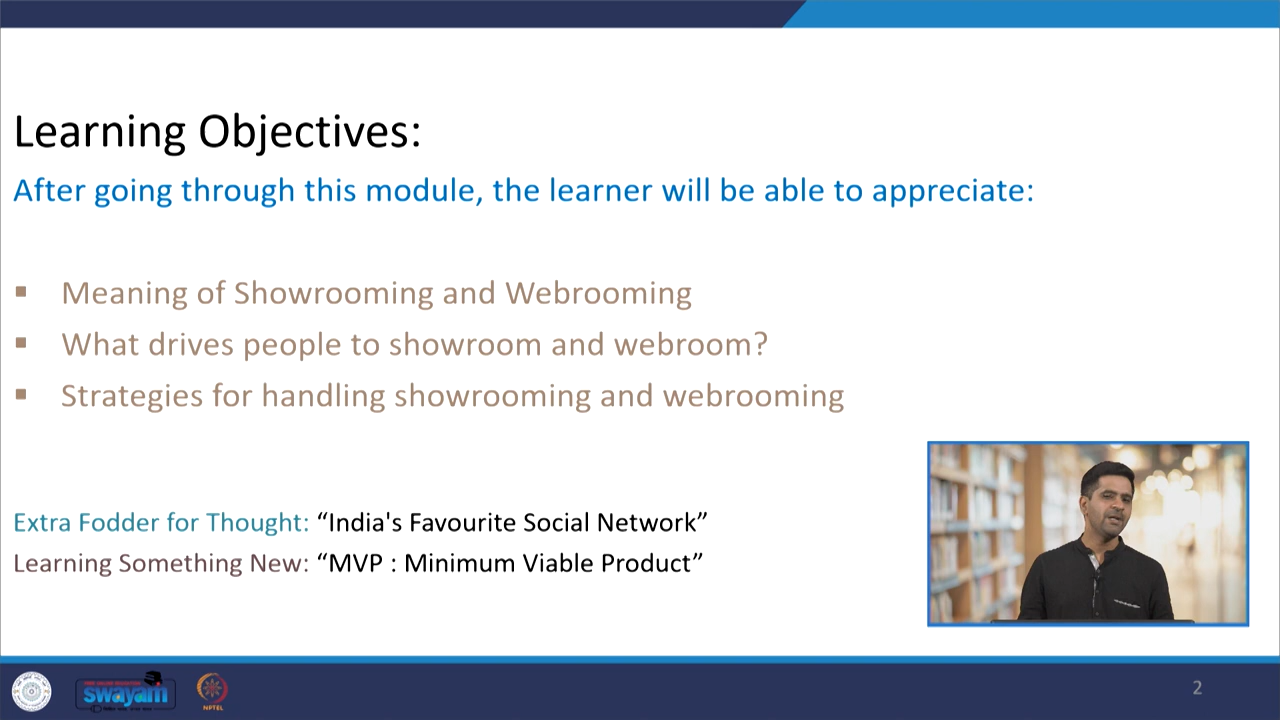 Learning Objectives:
After going through this module, the learner will be able to appreciate:
▪ Meaning of Showrooming and Webrooming
▪ What drives people to showroom and webroom?
▪ Strategies for handling showrooming and webrooming
Extra Fodder for Thought: “India's Favourite Social Network”
Learning Something New: “MVP : Minimum Viable Product”
swayam
NPTEL
2